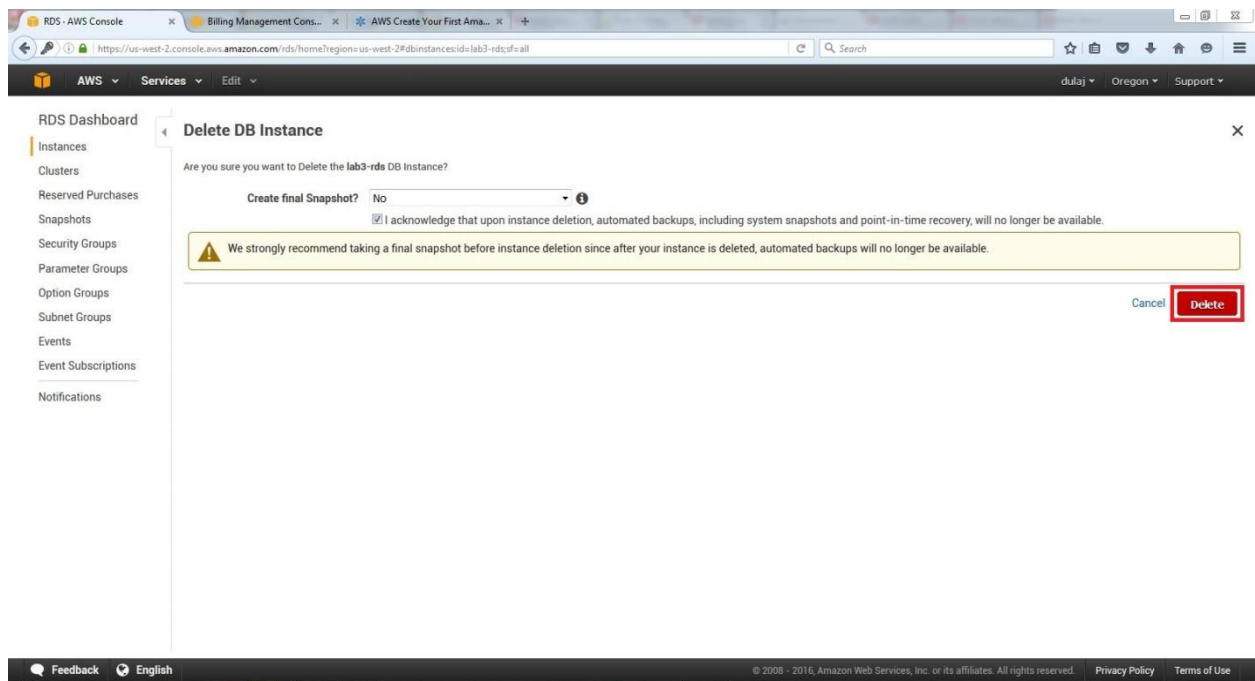 RDS - AWS Console
Billing Management Cons...
AWS Create Your First Ama...
https://us-west-2.console.aws.amazon.com/rds/home?region=us-west-2#dbinstances:id=lab3-rds;sf=all
Search
AWS Services Edit
dulaj Oregon Support
RDS Dashboard
Instances
Clusters
Reserved Purchases
Snapshots
Security Groups
Parameter Groups
Option Groups
Subnet Groups
Events
Event Subscriptions
Notifications
Delete DB Instance
Are you sure you want to Delete the lab3-rds DB Instance?
Create final Snapshot? No
I acknowledge that upon instance deletion, automated backups, including system snapshots and point-in-time recovery, will no longer be available.
We strongly recommend taking a final snapshot before instance deletion since after your instance is deleted, automated backups will no longer be available.
Cancel Delete
Feedback English
© 2008 - 2016, Amazon Web Services, Inc. or its affiliates. All rights reserved. Privacy Policy Terms of Use